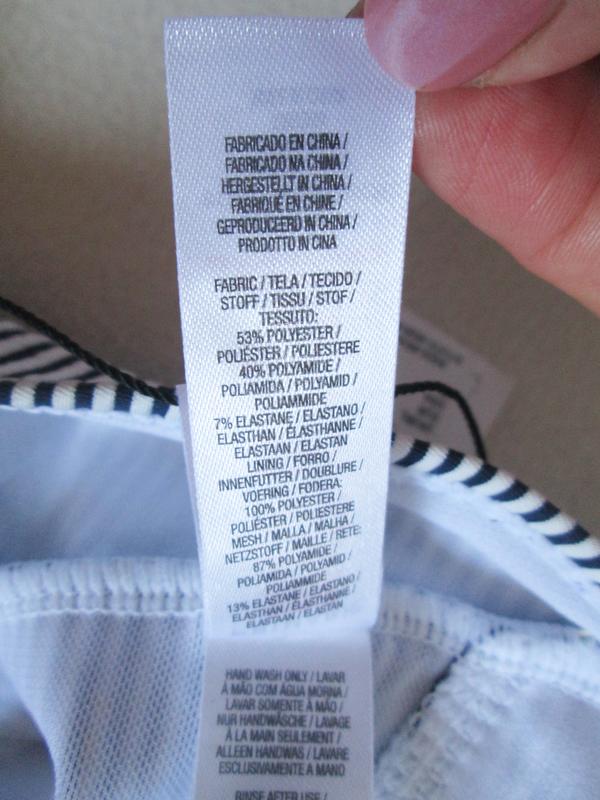 FABRICADO EN CHINA /
FABRICADO NA CHINA /
HERGESTELLT IN CHINA /
FABRIQUÉ EN CHINE /
GEPRODUCEERD IN CHINA /
PRODOTTO IN CINA
FABRIC / TELA / TECIDO /
STOFF / TISSU / STOF /
TESSUTO:
53% POLYESTER /
POLIÉSTER / POLIESTERE
40% POLYAMIDE /
POLIAMIDA / POLYAMID /
POLIAMMIDE
7% ELASTANE / ELASTANO /
ELASTHAN / ÉLASTHANNE /
ELASTAAN / ELASTAN
LINING / FORRO /
INNENFUTTER / DOUBLURE /
VOERING / FODERA:
100% POLYESTER /
POLIÉSTER / POLIESTERE
MESH / MALLA / MALHA /
NETZSTOFF / MAILLE / RETE:
87% POLYAMIDE /
POLIAMIDA / POLYAMID /
POLIAMMIDE
13% ELASTANE / ELASTANO /
ELASTHAN / ÉLASTHANNE /
ELASTAAN / ELASTAN
HAND WASH ONLY / LAVAR
À MÃO COM ÁGUA MORNA /
LAVAR SOMENTE À MÃO /
NUR HANDWÄSCHE / LAVAGE
À LA MAIN SEULEMENT /
ALLEEN HANDWAS / LAVARE
ESCLUSIVAMENTE A MANO
RINSE AFTER USE /